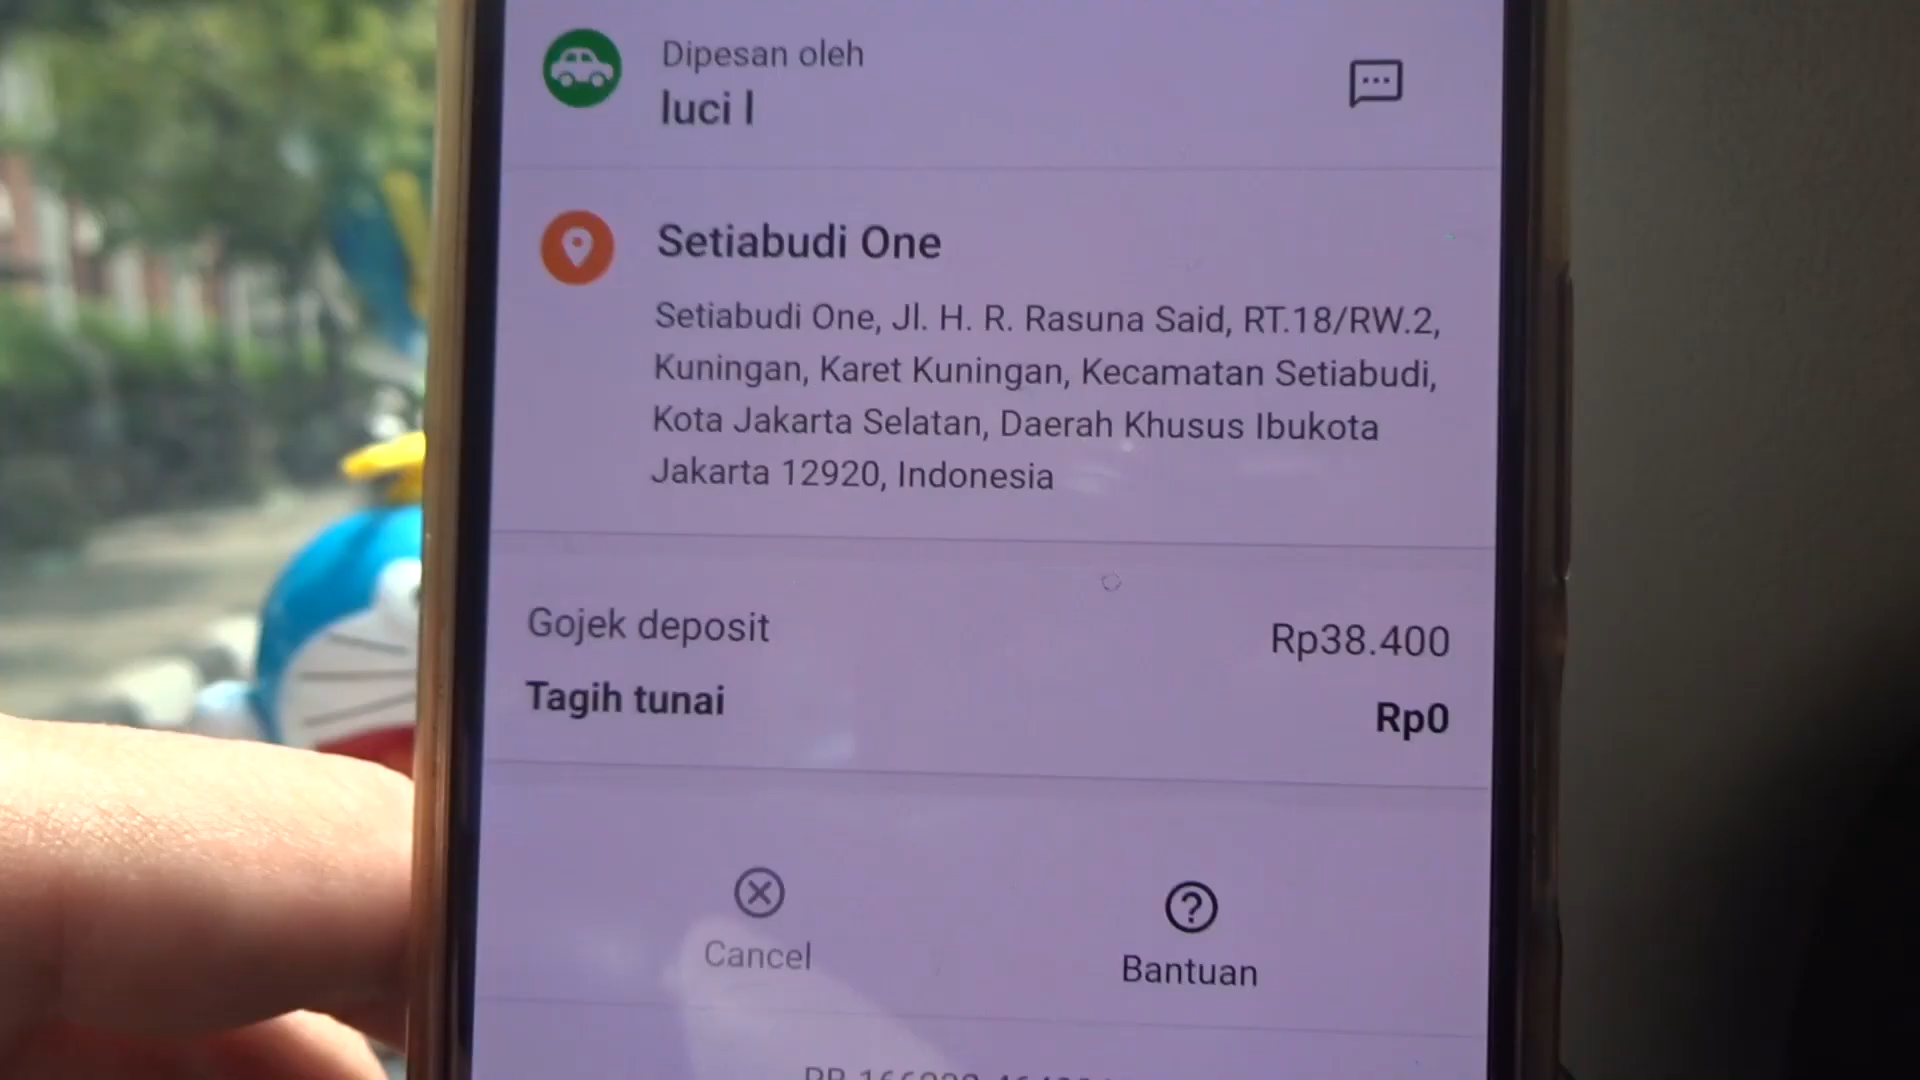 Dipesan oleh
luci l
Setiabudi One
Setiabudi One, Jl. H. R. Rasuna Said, RT.18/RW.2,
Kuningan, Karet Kuningan, Kecamatan Setiabudi,
Kota Jakarta Selatan, Daerah Khusus Ibukota
Jakarta 12920, Indonesia
Gojek deposit
Rp38.400
Tagih tunai
Rp0
Cancel
Bantuan